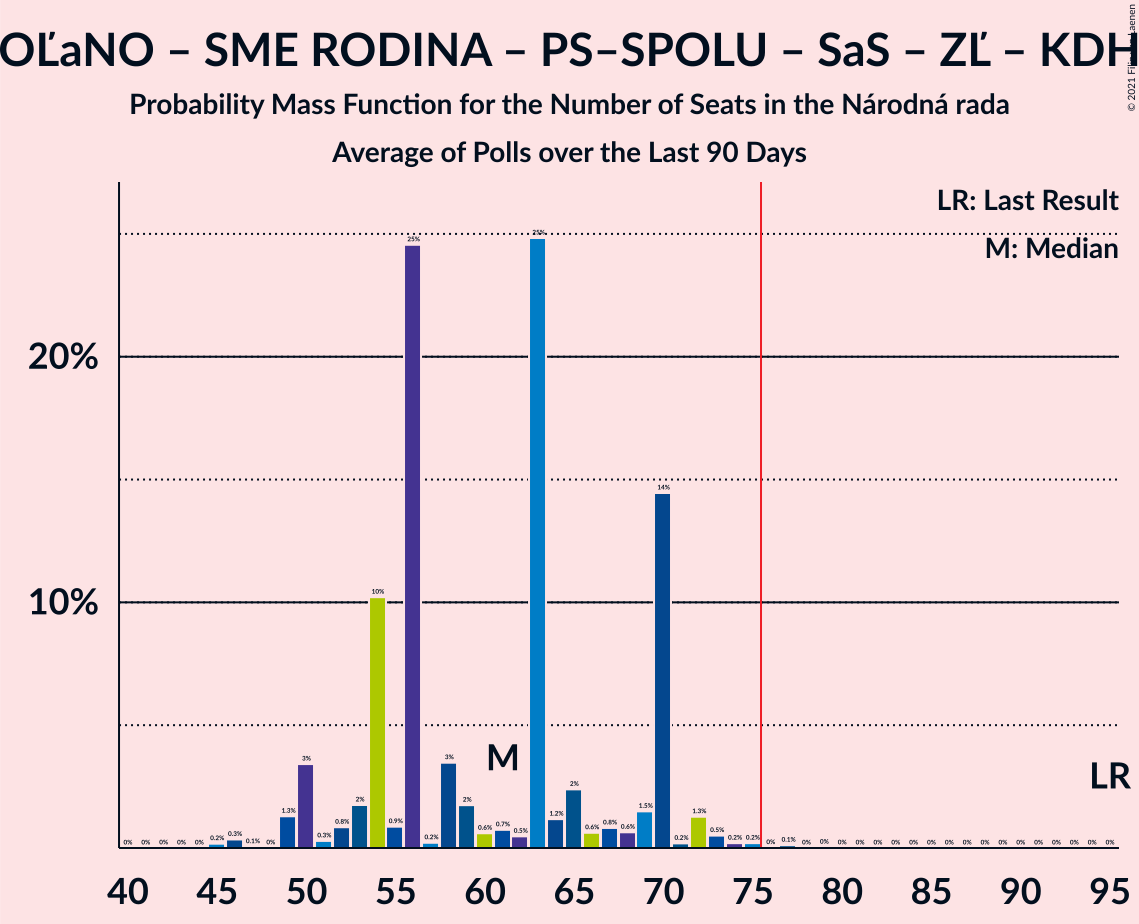 OĽaNO – SME RODINA – PS–SPOLU – SaS – ZĽ – KDH
Probability Mass Function for the Number of Seats in the Národná rada
Average of Polls over the Last 90 Days
© 2021 Filip van Laenen
LR: Last Result
M: Median
20%
10%
0% 0% 0% 0% 0% 0.2% 0.3% 0.1% 0% 1.3% 3% 0.3% 0.8% 2% 10% 0.9% 25% 0.2% 3% 2% 0.6% 0.7% 0.5% 25% 1.2% 2% 0.6% 0.8% 0.6% 1.5% 14% 0.2% 1.3% 0.5% 0.2% 0.2% 0% 0.1% 0% 0% 0% 0% 0% 0% 0% 0% 0% 0% 0% 0% 0% 0% 0% 0% 0% 0%
M
LR
40 45 50 55 60 65 70 75 80 85 90 95